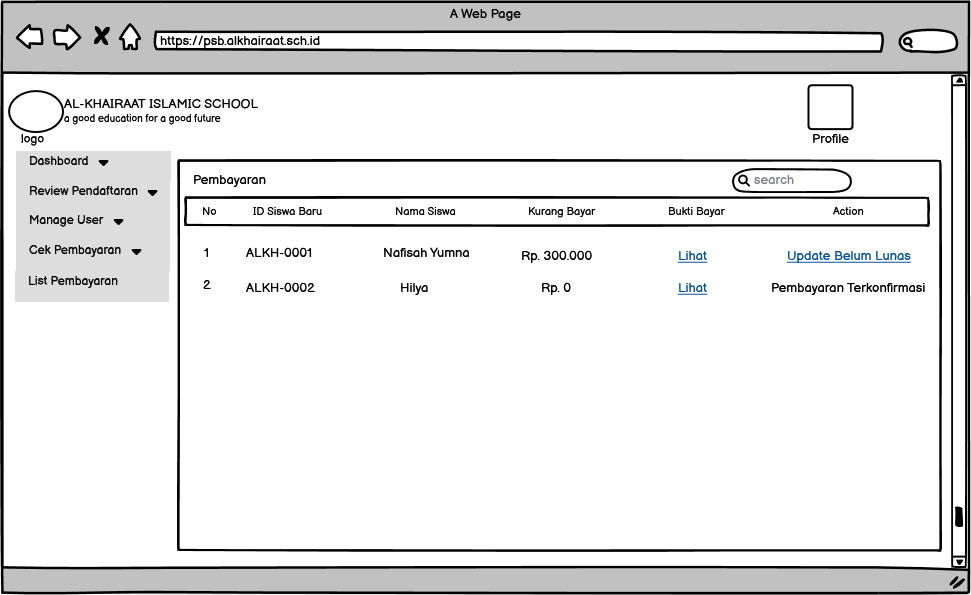 A Web Page
https://psb.alkhairaat.sch.id
AL-KHAIRAAT ISLAMIC SCHOOL
a good education for a good future
logo
Profile
Dashboard
Review Pendaftaran
Manage User
Cek Pembayaran
List Pembayaran
Pembayaran
search
No ID Siswa Baru Nama Siswa Kurang Bayar Bukti Bayar Action
1 ALKH-0001 Nafisah Yumna Rp. 300.000 Lihat Update Belum Lunas
2 ALKH-0002 Hilya Rp. 0 Lihat Pembayaran Terkonfirmasi